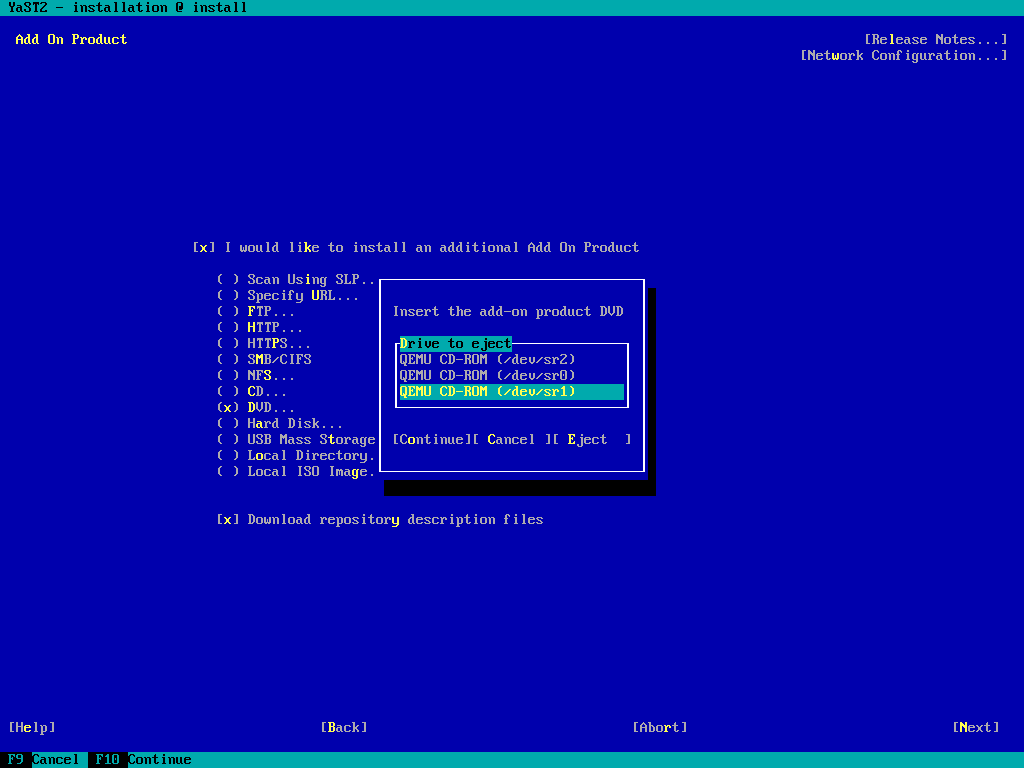 YaST2 - installation @ install
Add On Product
[Release Notes...]
[Network Configuration...]
[x] I would like to install an additional Add On Product
( ) Scan Using SLP..
( ) Specify URL...
( ) FTP...
( ) HTTP...
( ) HTTPS...
( ) SMB/CIFS
( ) NFS...
( ) CD...
(x) DVD...
( ) Hard Disk...
( ) USB Mass Storage
( ) Local Directory.
( ) Local ISO Image.
Insert the add-on product DVD
Drive to eject
QEMU CD-ROM (/dev/sr2)
QEMU CD-ROM (/dev/sr0)
QEMU CD-ROM (/dev/sr1)
[Continue][ Cancel ][ Eject  ]
[x] Download repository description files
[Help] [Back] [Abort] [Next]
F9 Cancel F10 Continue